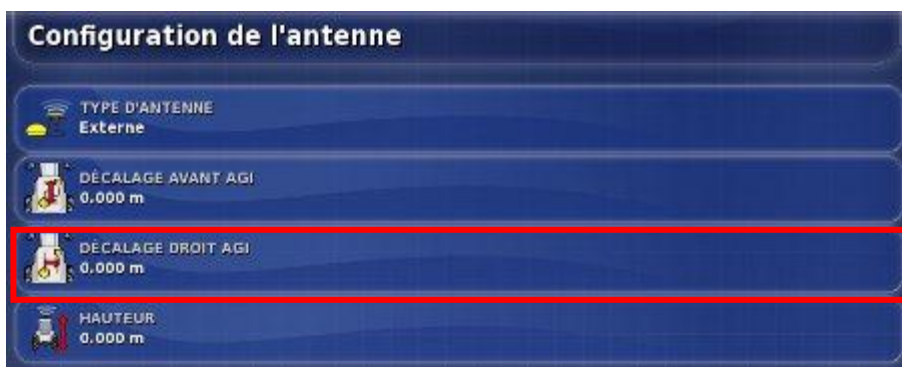 Configuration de l'antenne
TYPE D'ANTENNE
Externe
DÉCALAGE AVANT AGI
0.000 m
DÉCALAGE DROIT AGI
0.000 m
HAUTEUR
0.000 m